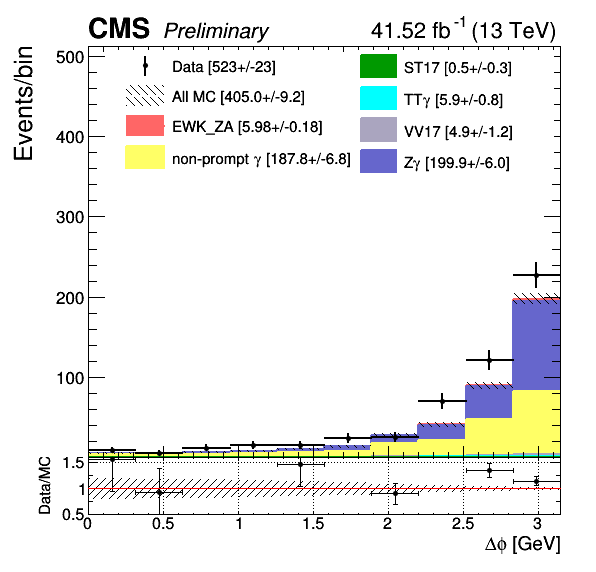 CMS Preliminary 41.52 fb⁻¹ (13 TeV)
Events/bin
500
400
300
200
100
Data [523+/-23]
All MC [405.0+/-9.2]
EWK_ZA [5.98+/-0.18]
non-prompt γ [187.8+/-6.8]
ST17 [0.5+/-0.3]
TTγ [5.9+/-0.8]
VV17 [4.9+/-1.2]
Zγ [199.9+/-6.0]
Data/MC
1.5
1
0.5
0 0.5 1 1.5 2 2.5 3
Δϕ [GeV]